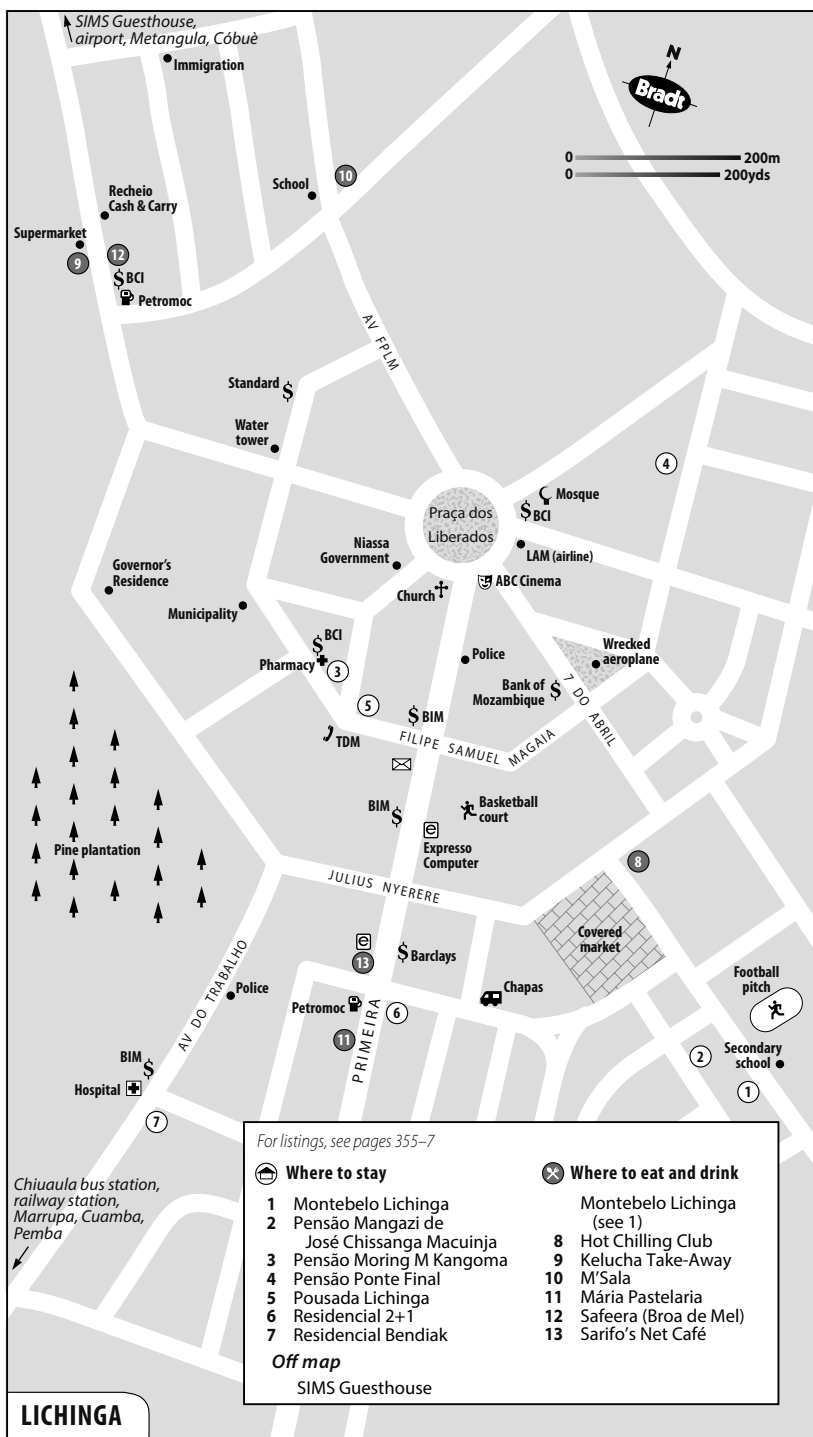 SIMS Guesthouse,
airport, Metangula, Cóbuè
Immigration
N
Bradt
0 200m
0 200yds
School
10
Recheio
Cash & Carry
Supermarket
9
12
$ BCI
Petromoc
AV FPLM
Standard $
Water
tower
4
Mosque
$
BCI
Praça dos
Liberados
LAM (airline)
Niassa
Government
ABC Cinema
Church
Governor's
Residence
Municipality
$ BCI
Pharmacy
3
Police
Wrecked
aeroplane
Bank of
Mozambique $
7 DO ABRIL
5
$ BIM
TDM
FILIPE SAMUEL MAGAIA
BIM $
Basketball
court
e
Expresso
Computer
Pine plantation
JULIUS NYERERE
8
Covered
market
e
13
$ Barclays
Football
pitch
AV DO TRABALHO
Police
Petromoc
6
Chapas
PRIMEIRA
11
2
Secondary
school
1
BIM $
Hospital
7
Chiuaula bus station,
railway station,
Marrupa, Cuamba,
Pemba
For listings, see pages 355–7
Where to stay
1 Montebelo Lichinga
2 Pensão Mangazi de
José Chissanga Macuinja
3 Pensão Moring M Kangoma
4 Pensão Ponte Final
5 Pousada Lichinga
6 Residencial 2+1
7 Residencial Bendiak
Off map
SIMS Guesthouse
Where to eat and drink
Montebelo Lichinga
(see 1)
8 Hot Chilling Club
9 Kelucha Take-Away
10 M'Sala
11 Mária Pastelaria
12 Safeera (Broa de Mel)
13 Sarifo's Net Café
LICHINGA